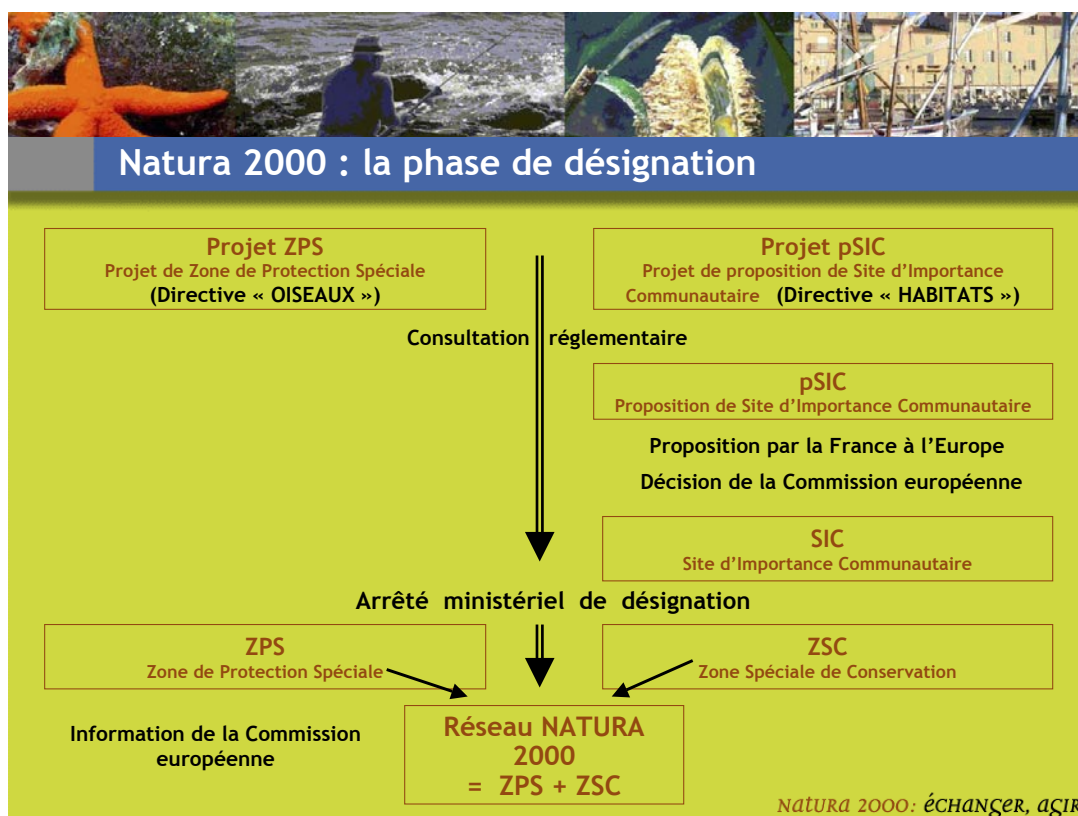 Natura 2000 : la phase de désignation
Projet ZPS
Projet de Zone de Protection Spéciale
(Directive « OISEAUX »)
Projet pSIC
Projet de proposition de Site d’Importance
Communautaire (Directive « HABITATS »)
Consultation réglementaire
pSIC
Proposition de Site d’Importance Communautaire
Proposition par la France à l’Europe
Décision de la Commission européenne
SIC
Site d’Importance Communautaire
Arrêté ministériel de désignation
ZPS
Zone de Protection Spéciale
ZSC
Zone Spéciale de Conservation
Information de la Commission
européenne
Réseau NATURA
2000
= ZPS + ZSC
Natura 2000: échanger, agir